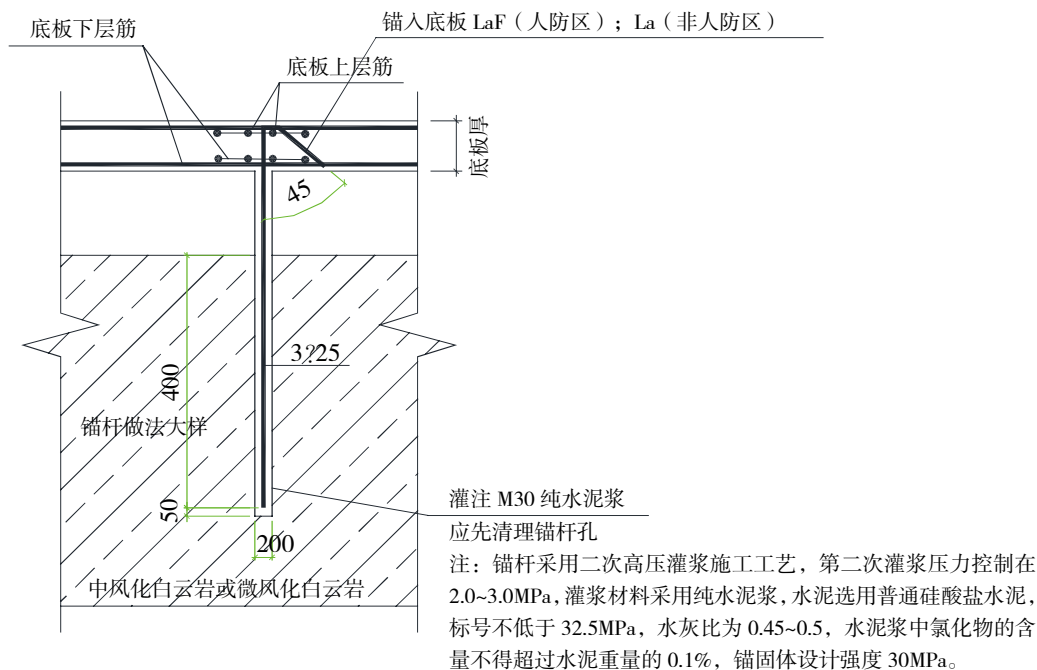 锚入底板 LaF（人防区）；La（非人防区）
底板下层筋
底板上层筋
底板厚
45
3?25
400
锚杆做法大样
50
200
中风化白云岩或微风化白云岩
灌注 M30 纯水泥浆
应先清理锚杆孔
注：锚杆采用二次高压灌浆施工工艺，第二次灌浆压力控制在
2.0~3.0MPa，灌浆材料采用纯水泥浆，水泥选用普通硅酸盐水泥，
标号不低于 32.5MPa，水灰比为 0.45~0.5，水泥浆中氯化物的含
量不得超过水泥重量的 0.1%，锚固体设计强度 30MPa。